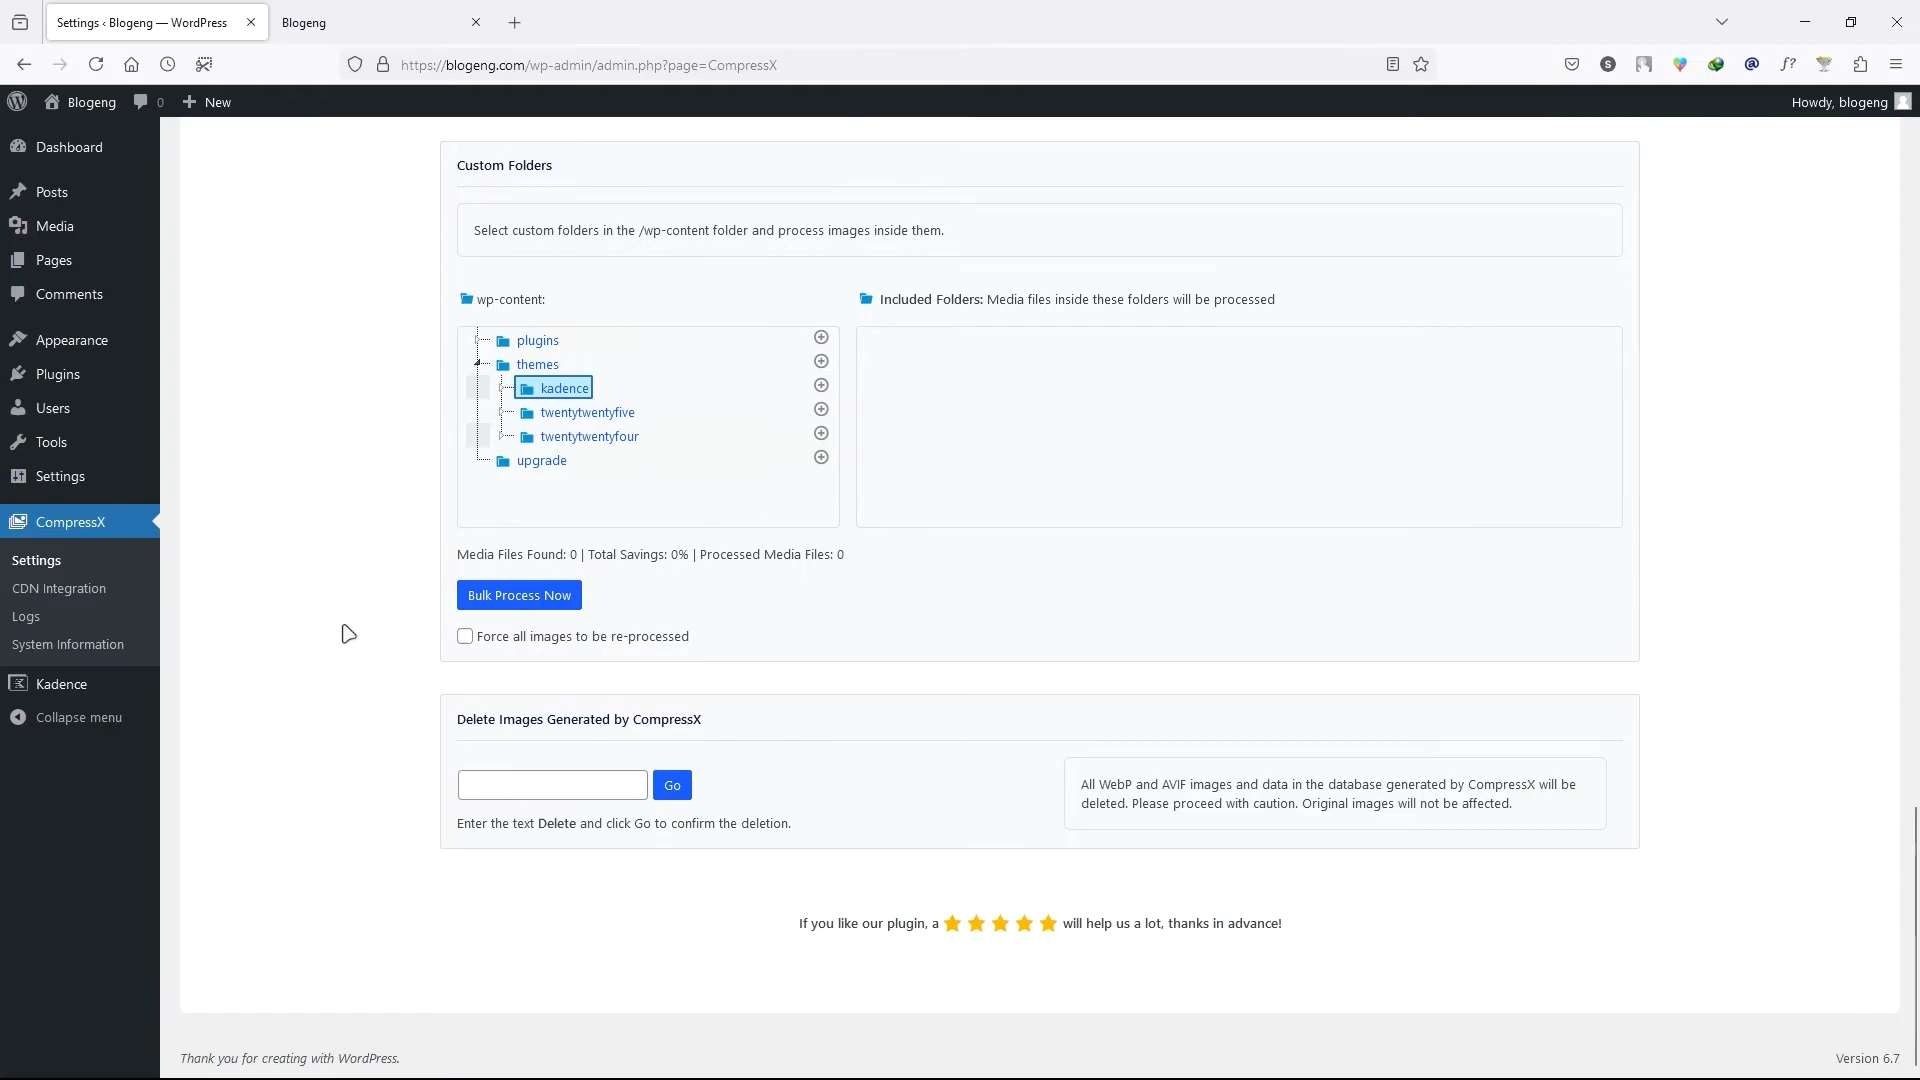 Settings ‹ Blogeng — WordPress
Blogeng
https://blogeng.com/wp-admin/admin.php?page=CompressX
Blogeng
0
New
Howdy, blogeng
Dashboard
Posts
Media
Pages
Comments
Appearance
Plugins
Users
Tools
Settings
CompressX
Settings
CDN Integration
Logs
System Information
Kadence
Collapse menu
Custom Folders
Select custom folders in the /wp-content folder and process images inside them.
wp-content:
plugins
themes
kadence
twentytwentyfive
twentytwentyfour
upgrade
Included Folders: Media files inside these folders will be processed
Media Files Found: 0 | Total Savings: 0% | Processed Media Files: 0
Bulk Process Now
Force all images to be re-processed
Delete Images Generated by CompressX
Go
Enter the text Delete and click Go to confirm the deletion.
All WebP and AVIF images and data in the database generated by CompressX will be
deleted. Please proceed with caution. Original images will not be affected.
If you like our plugin, a will help us a lot, thanks in advance!
Thank you for creating with WordPress.
Version 6.7